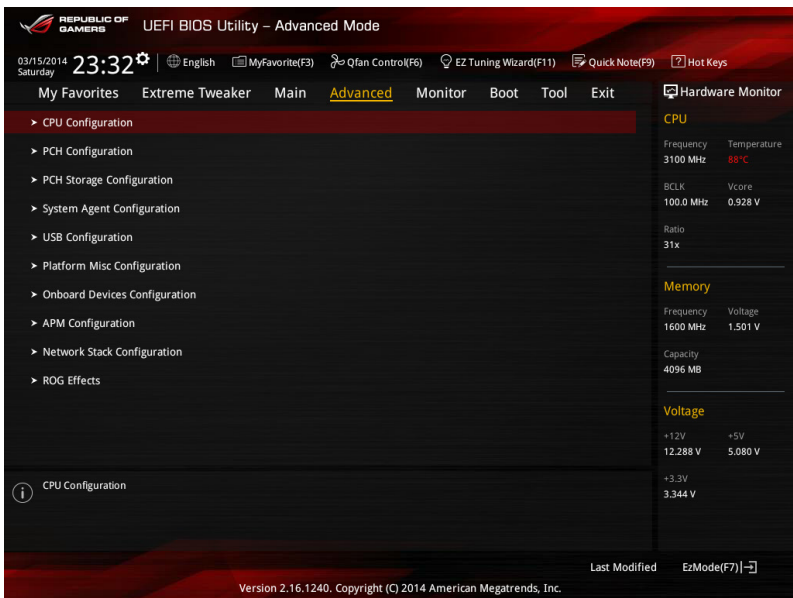 REPUBLIC OF
GAMERS
UEFI BIOS Utility – Advanced Mode
03/15/2014
Saturday
23:32
English
MyFavorite(F3)
Qfan Control(F6)
EZ Tuning Wizard(F11)
Quick Note(F9)
? Hot Keys
My Favorites Extreme Tweaker Main Advanced Monitor Boot Tool Exit
➤ CPU Configuration
➤ PCH Configuration
➤ PCH Storage Configuration
➤ System Agent Configuration
➤ USB Configuration
➤ Platform Misc Configuration
➤ Onboard Devices Configuration
➤ APM Configuration
➤ Network Stack Configuration
➤ ROG Effects
i CPU Configuration
Hardware Monitor
CPU
Frequency Temperature
3100 MHz 88°C
BCLK Vcore
100.0 MHz 0.928 V
Ratio
31x
Memory
Frequency Voltage
1600 MHz 1.501 V
Capacity
4096 MB
Voltage
+12V +5V
12.288 V 5.080 V
+3.3V
3.344 V
Last Modified
EzMode(F7)
Version 2.16.1240. Copyright (C) 2014 American Megatrends, Inc.